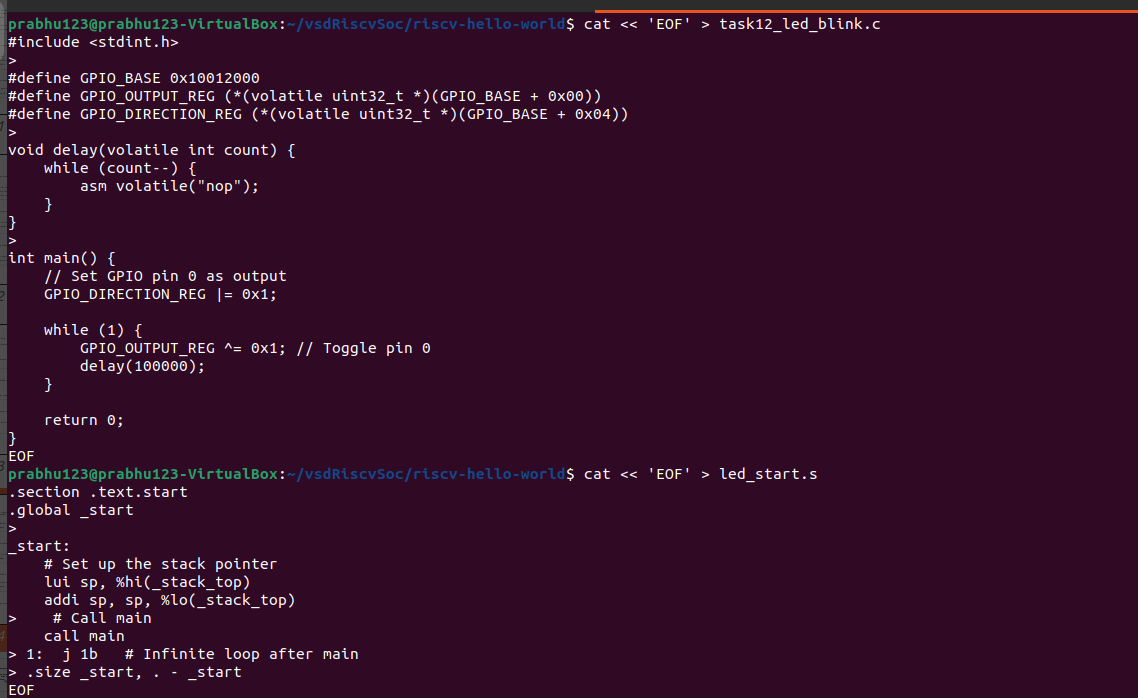 prabhu123@prabhu123-VirtualBox:~/vsdRiscvSoc/riscv-hello-world$ cat << 'EOF' > task12_led_blink.c
#include <stdint.h>
>
#define GPIO_BASE 0x10012000
#define GPIO_OUTPUT_REG (*(volatile uint32_t *)(GPIO_BASE + 0x00))
#define GPIO_DIRECTION_REG (*(volatile uint32_t *)(GPIO_BASE + 0x04))
>
void delay(volatile int count) {
    while (count--) {
        asm volatile("nop");
    }
}
>
int main() {
    // Set GPIO pin 0 as output
    GPIO_DIRECTION_REG |= 0x1;

    while (1) {
        GPIO_OUTPUT_REG ^= 0x1; // Toggle pin 0
        delay(100000);
    }

    return 0;
}
EOF
prabhu123@prabhu123-VirtualBox:~/vsdRiscvSoc/riscv-hello-world$ cat << 'EOF' > led_start.s
.section .text.start
.global _start
>
_start:
    # Set up the stack pointer
    lui sp, %hi(_stack_top)
    addi sp, sp, %lo(_stack_top)
>    # Call main
    call main
> 1:  j 1b   # Infinite loop after main
> .size _start, . - _start
EOF